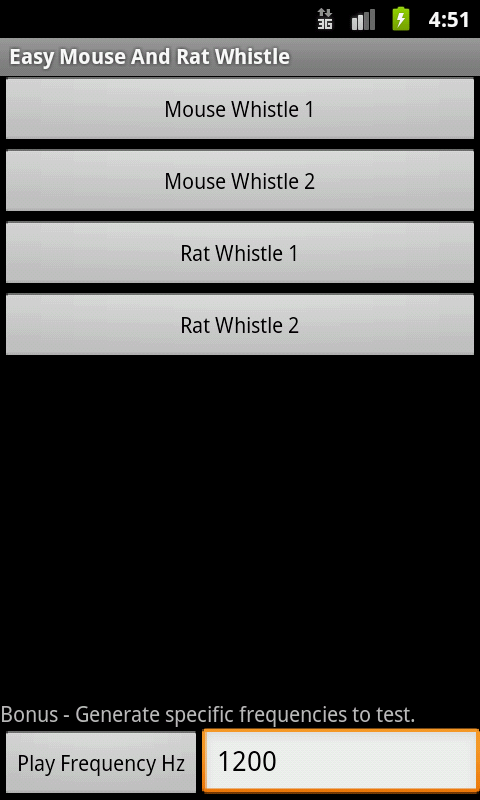 3G 4:51
Easy Mouse And Rat Whistle
Mouse Whistle 1
Mouse Whistle 2
Rat Whistle 1
Rat Whistle 2
Bonus - Generate specific frequencies to test.
Play Frequency Hz 1200